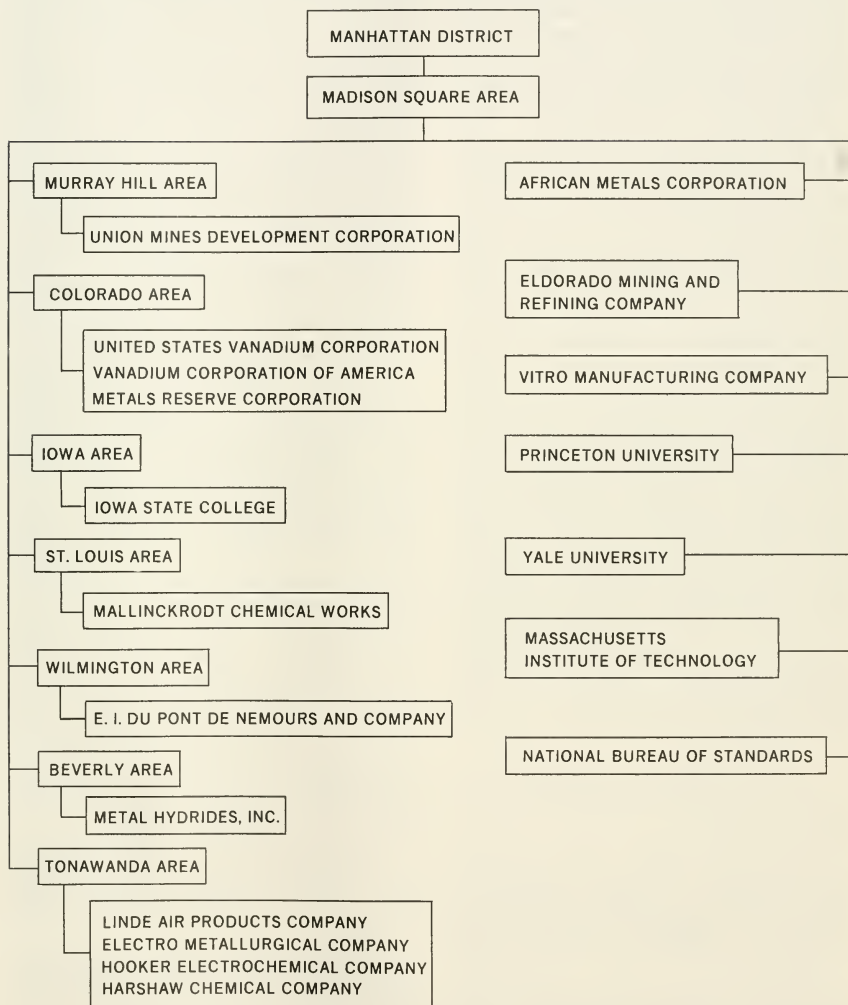 MANHATTAN DISTRICT
MADISON SQUARE AREA
MURRAY HILL AREA
UNION MINES DEVELOPMENT CORPORATION
COLORADO AREA
UNITED STATES VANADIUM CORPORATION
VANADIUM CORPORATION OF AMERICA
METALS RESERVE CORPORATION
IOWA AREA
IOWA STATE COLLEGE
ST. LOUIS AREA
MALLINCKRODT CHEMICAL WORKS
WILMINGTON AREA
E. I. DU PONT DE NEMOURS AND COMPANY
BEVERLY AREA
METAL HYDRIDES, INC.
TONAWANDA AREA
LINDE AIR PRODUCTS COMPANY
ELECTRO METALLURGICAL COMPANY
HOOKER ELECTROCHEMICAL COMPANY
HARSHAW CHEMICAL COMPANY
AFRICAN METALS CORPORATION
ELDORADO MINING AND
REFINING COMPANY
VITRO MANUFACTURING COMPANY
PRINCETON UNIVERSITY
YALE UNIVERSITY
MASSACHUSETTS
INSTITUTE OF TECHNOLOGY
NATIONAL BUREAU OF STANDARDS